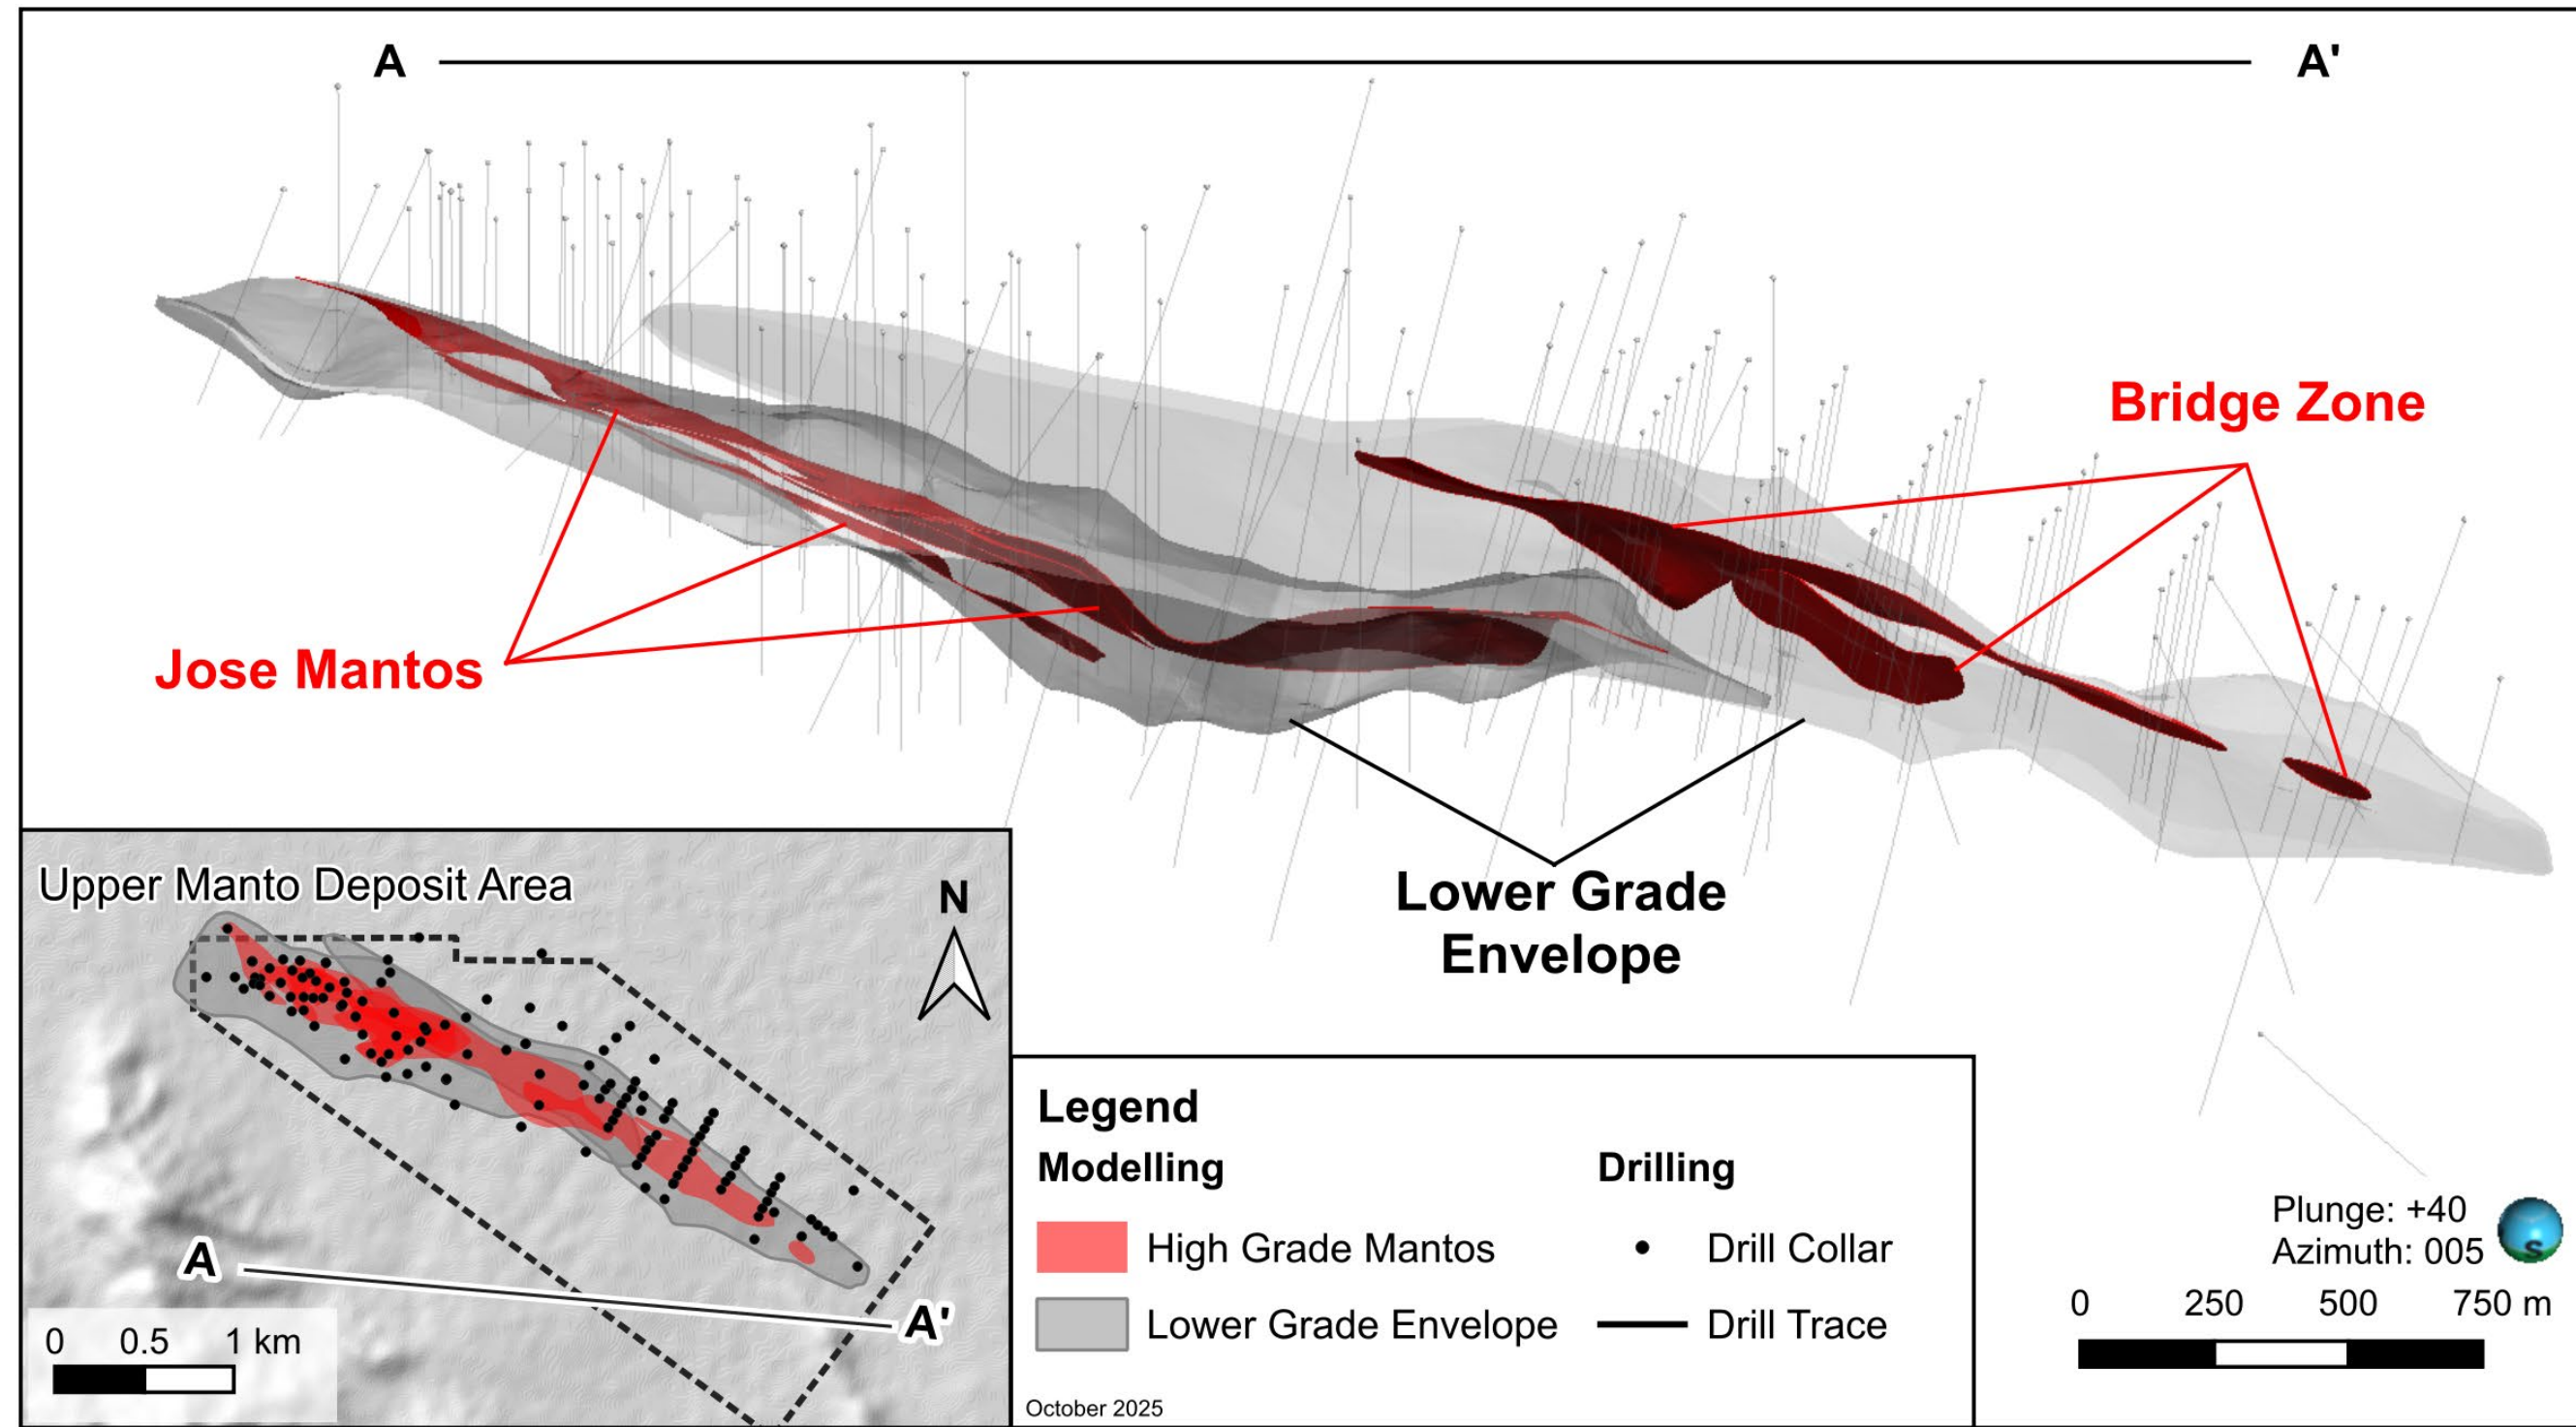 A
A'
Bridge Zone
Jose Mantos
Lower Grade
Envelope
Upper Manto Deposit Area
N
A
A'
0 0.5 1 km
Legend
Modelling
High Grade Mantos
Lower Grade Envelope
Drilling
Drill Collar
Drill Trace
October 2025
Plunge: +40
Azimuth: 005
S
0 250 500 750 m